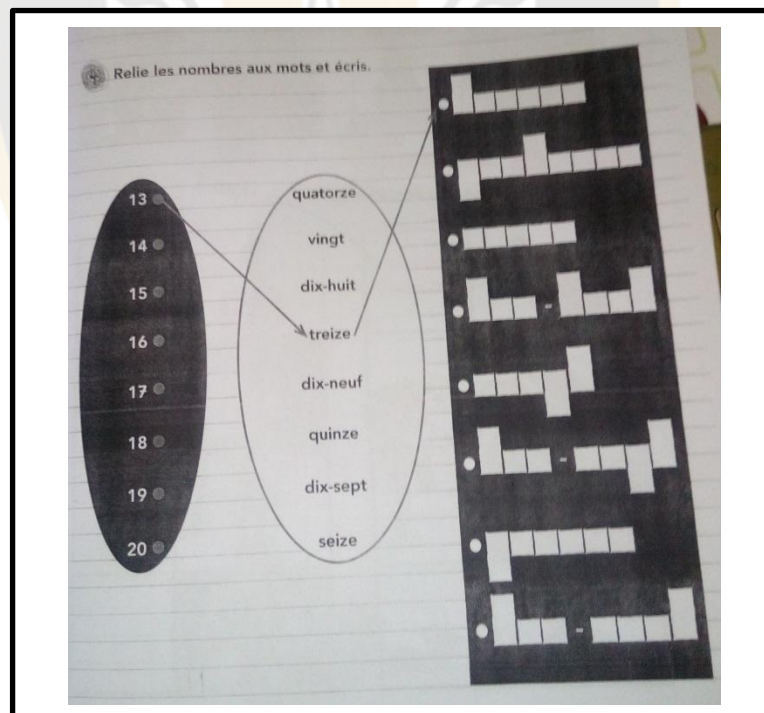 Relie les nombres aux mots et écris.
13
14
15
16
17
18
19
20
quatorze
vingt
dix-huit
treize
dix-neuf
quinze
dix-sept
seize
-
-
-